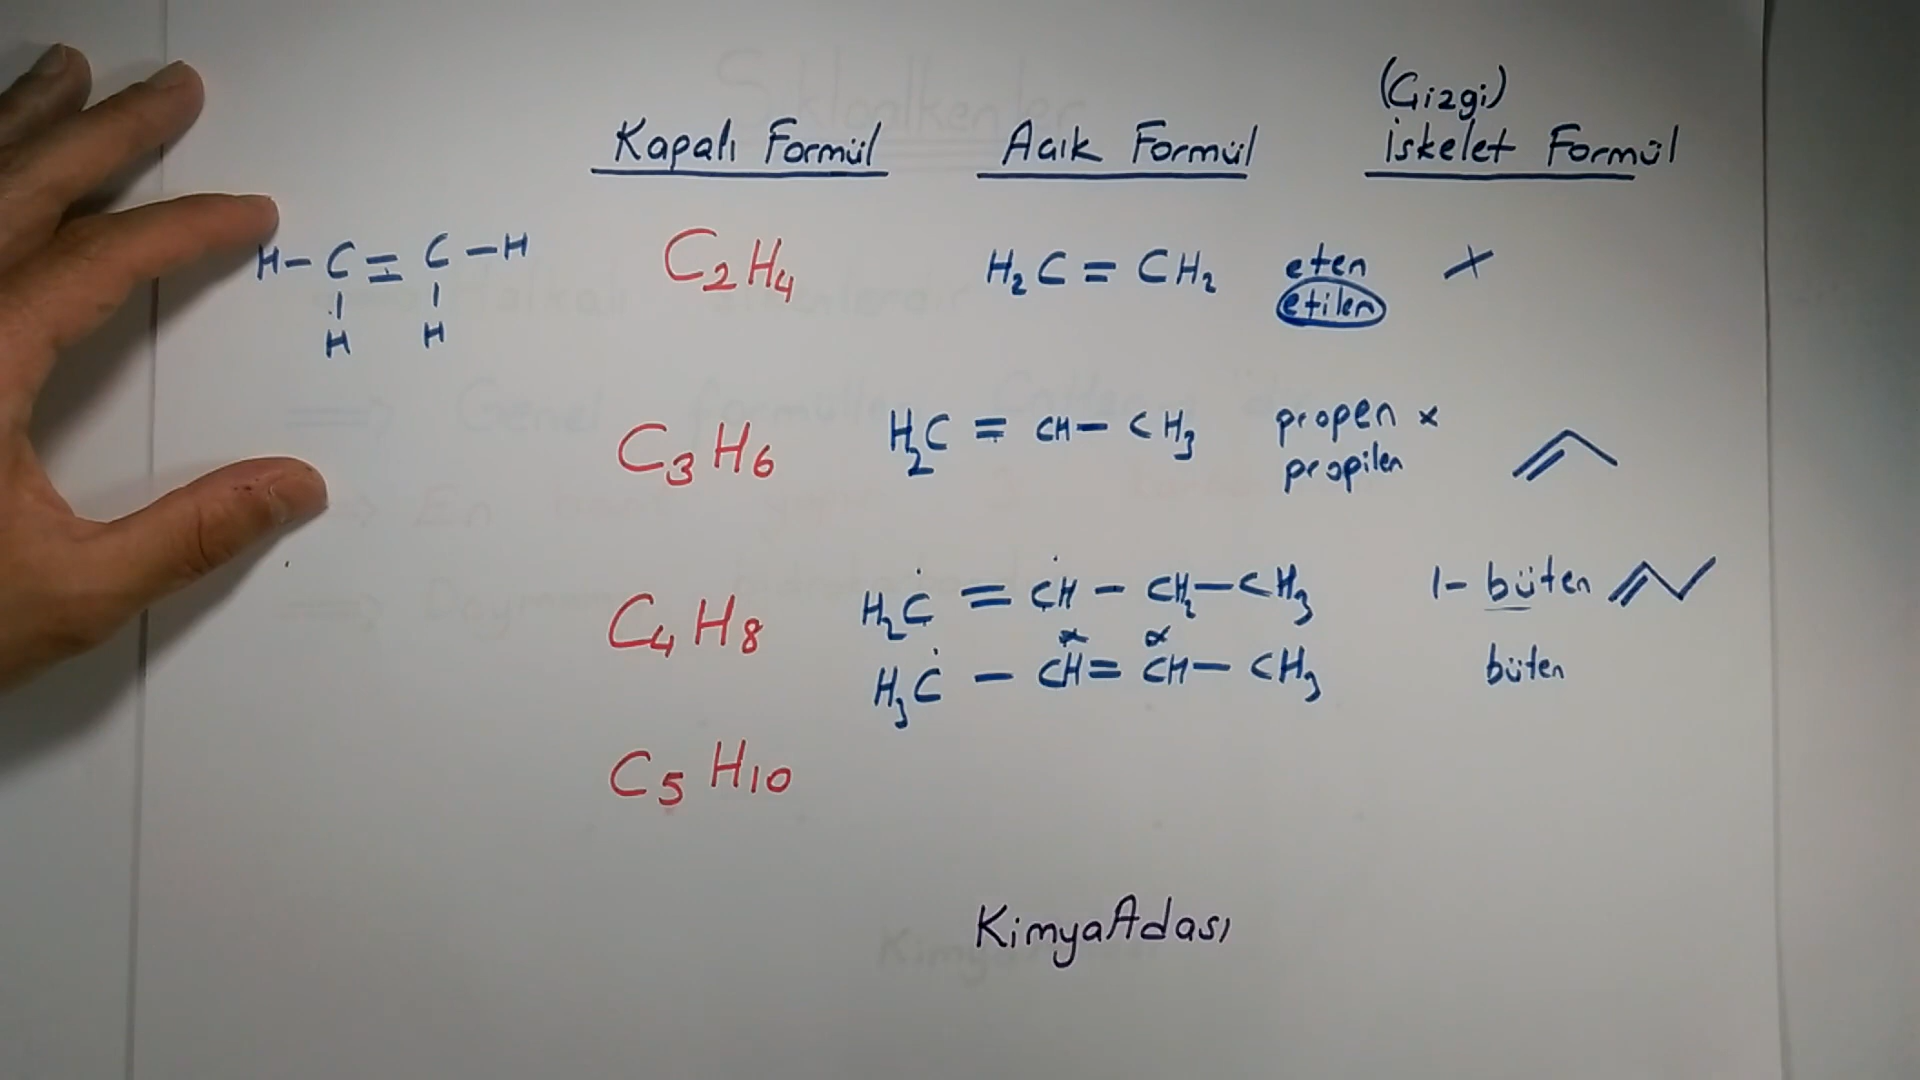 (Çizgi)
Kapalı Formül Açık Formül İskelet Formül
H-C=C-H C2H4 H2C=CH2 eten x
H H etilen
C3H6 H2C=CH-CH3 propen x
propilen
C4H8 H2C=CH-CH2-CH3 1-büten
H3C-CH=CH-CH3 büten
C5H10
KimyaAdası